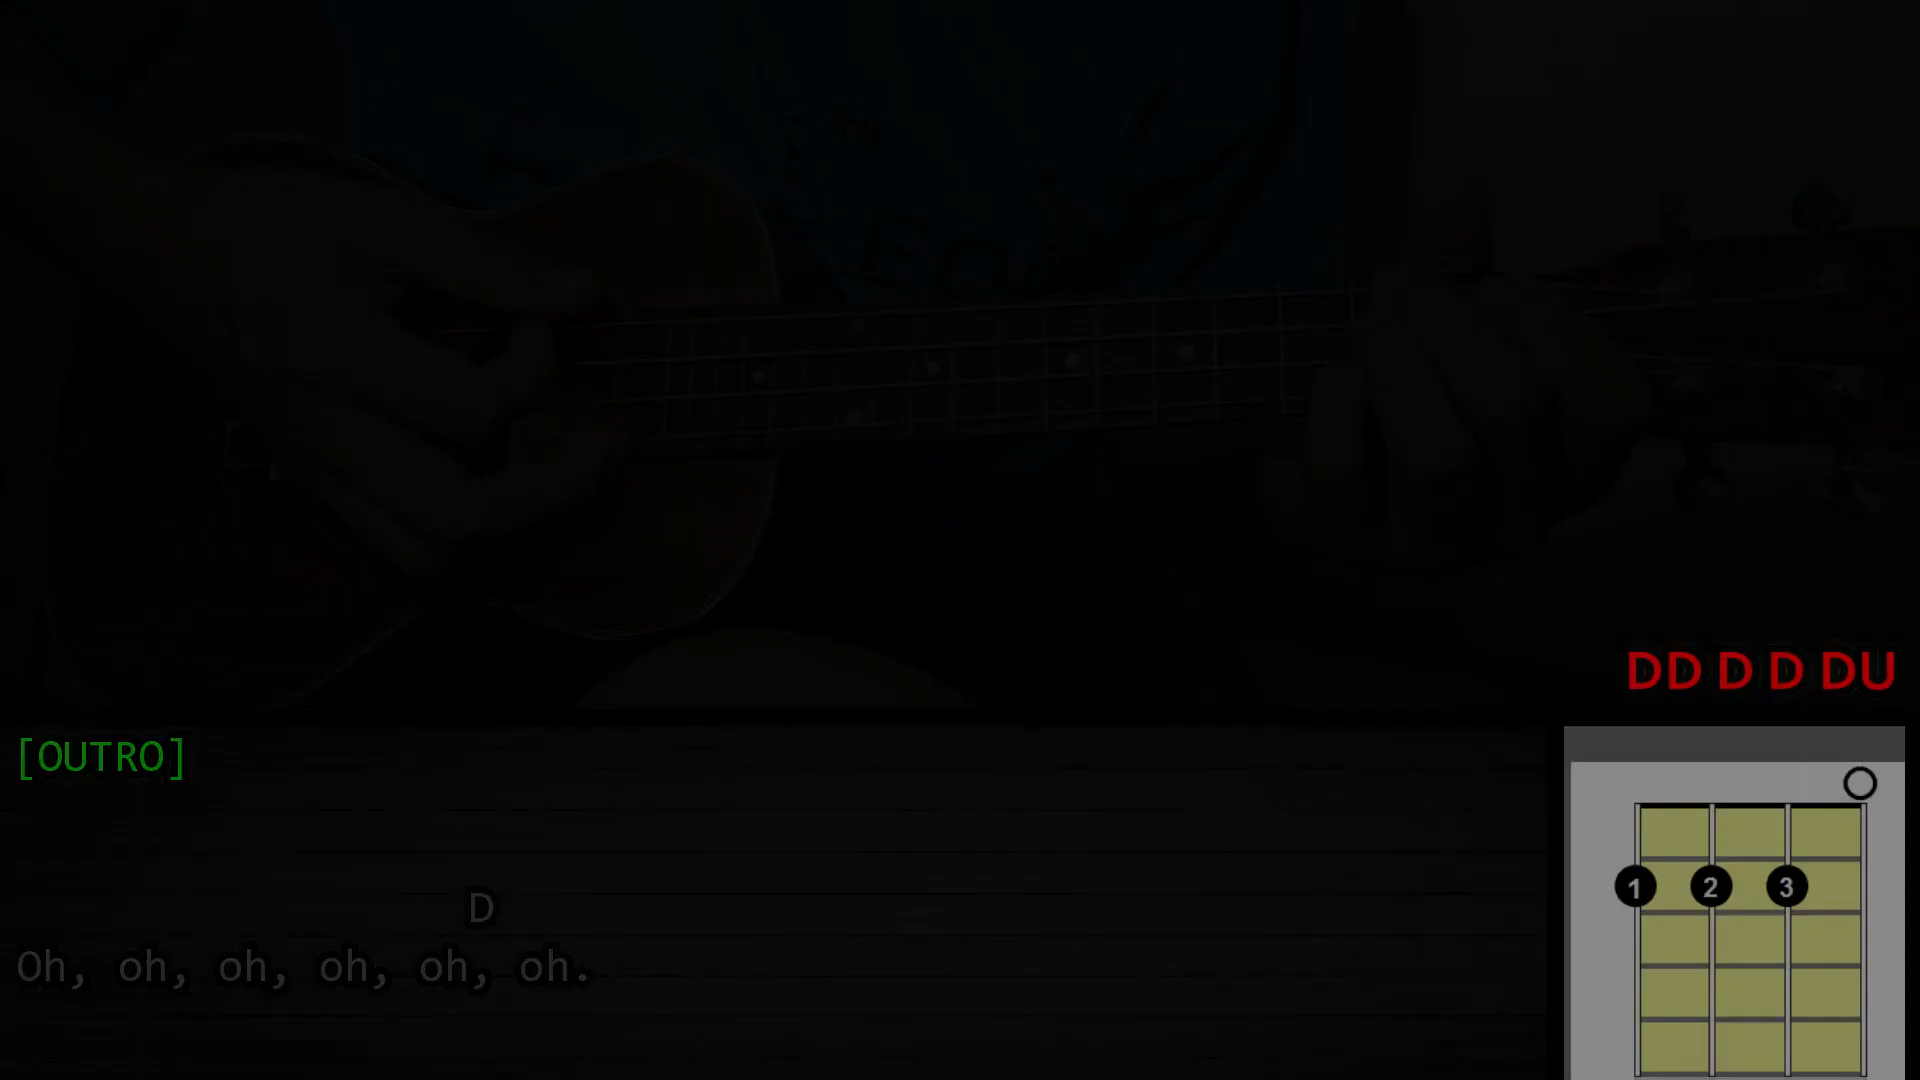 DD D D DU
[OUTRO]
D
Oh, oh, oh, oh, oh, oh.
1 2 3